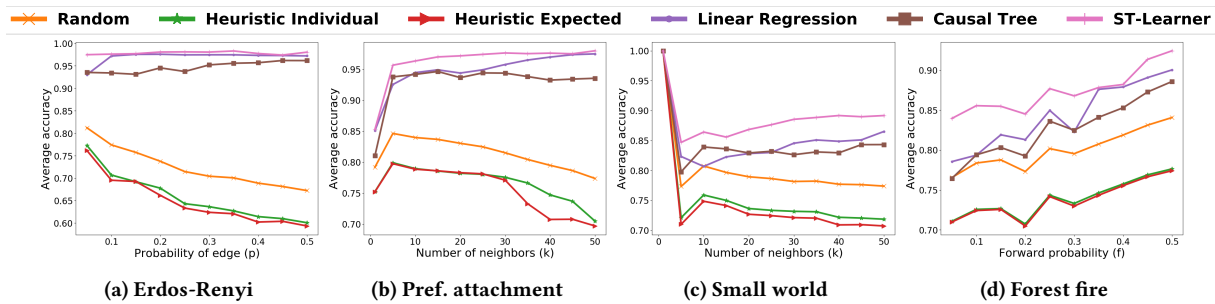 Random Heuristic Individual Heuristic Expected Linear Regression Causal Tree ST-Learner
Average accuracy
1.00
0.95
0.90
0.85
0.80
0.75
0.70
0.65
0.60
0.1 0.2 0.3 0.4 0.5
Probability of edge (p)
(a) Erdos-Renyi
Average accuracy
0.95
0.90
0.85
0.80
0.75
0.70
0 10 20 30 40 50
Number of neighbors (k)
(b) Pref. attachment
Average accuracy
1.00
0.95
0.90
0.85
0.80
0.75
0.70
0 10 20 30 40 50
Number of neighbors (k)
(c) Small world
Average accuracy
0.90
0.85
0.80
0.75
0.70
0.1 0.2 0.3 0.4 0.5
Forward probability (f)
(d) Forest fire